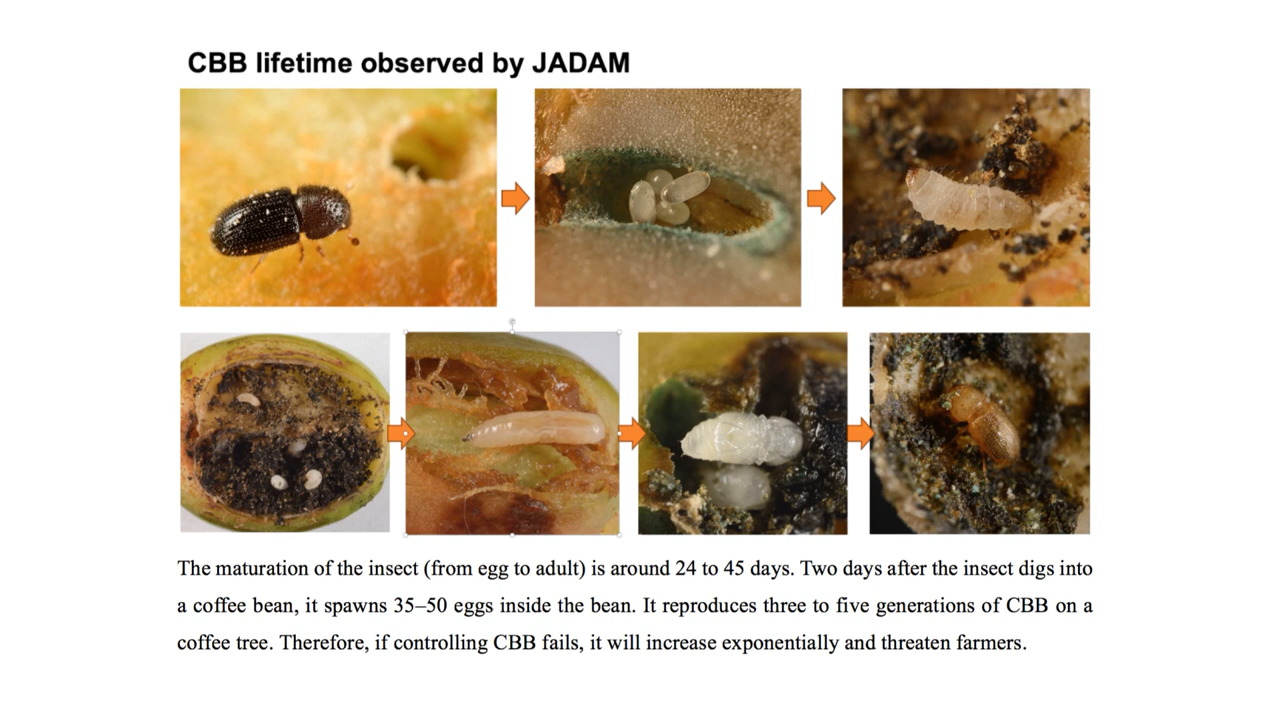 CBB lifetime observed by JADAM
The maturation of the insect (from egg to adult) is around 24 to 45 days. Two days after the insect digs into
a coffee bean, it spawns 35–50 eggs inside the bean. It reproduces three to five generations of CBB on a
coffee tree. Therefore, if controlling CBB fails, it will increase exponentially and threaten farmers.